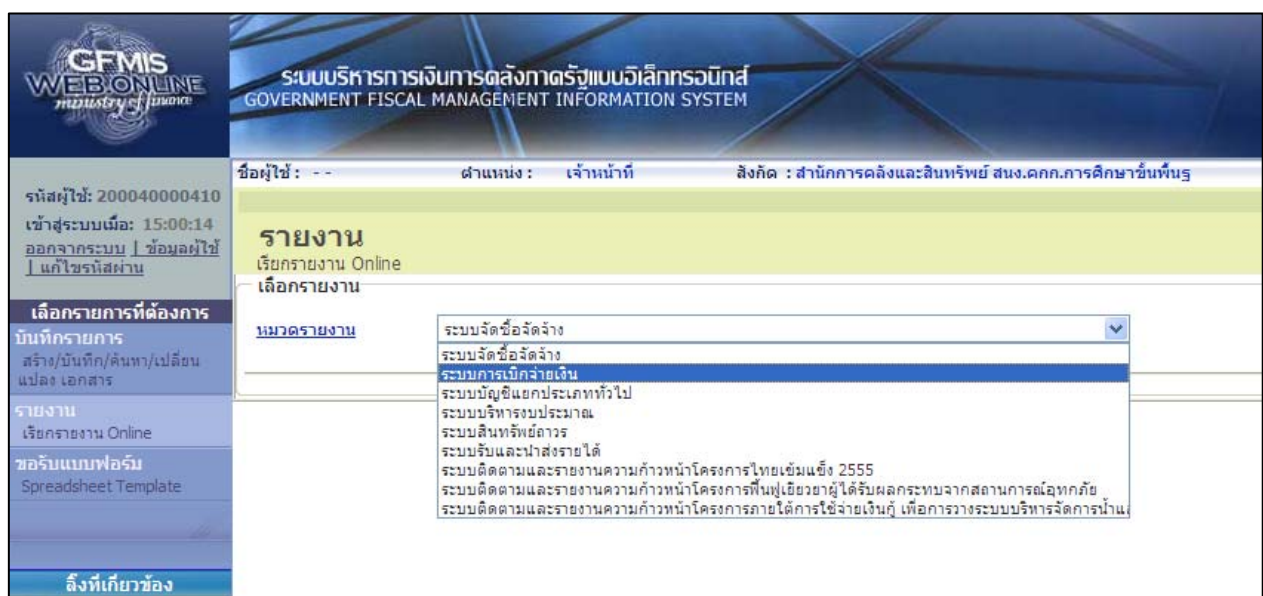 GFMIS
WEB ONLINE
ministry of finance
ระบบบริหารการเงินการคลังภาครัฐแบบอิเล็กทรอนิกส์
GOVERNMENT FISCAL MANAGEMENT INFORMATION SYSTEM
ชื่อผู้ใช้ : - - ตำแหน่ง : เจ้าหน้าที่ สังกัด : สำนักการคลังและสินทรัพย์ สนง.คกก.การศึกษาขั้นพื้นฐ
รหัสผู้ใช้: 200040000410
เข้าสู่ระบบเมื่อ: 15:00:14
ออกจากระบบ | ข้อมูลผู้ใช้
| แก้ไขรหัสผ่าน
เลือกรายการที่ต้องการ
บันทึกรายการ
สร้าง/บันทึก/ค้นหา/เปลี่ยน
แปลง เอกสาร
รายงาน
เรียกรายงาน Online
ขอรับแบบฟอร์ม
Spreadsheet Template
ลิ้งที่เกี่ยวข้อง
รายงาน
เรียกรายงาน Online
เลือกรายงาน
หมวดรายงาน ระบบจัดซื้อจัดจ้าง
ระบบจัดซื้อจัดจ้าง
ระบบการเบิกจ่ายเงิน
ระบบบัญชีแยกประเภททั่วไป
ระบบบริหารงบประมาณ
ระบบสินทรัพย์ถาวร
ระบบรับและนำส่งรายได้
ระบบติดตามและรายงานความก้าวหน้าโครงการไทยเข้มแข็ง 2555
ระบบติดตามและรายงานความก้าวหน้าโครงการฟื้นฟูเยียวยาผู้ได้รับผลกระทบจากสถานการณ์อุทกภัย
ระบบติดตามและรายงานความก้าวหน้าโครงการภายใต้การใช้จ่ายเงินกู้ เพื่อการวางระบบบริหารจัดการน้ำแล